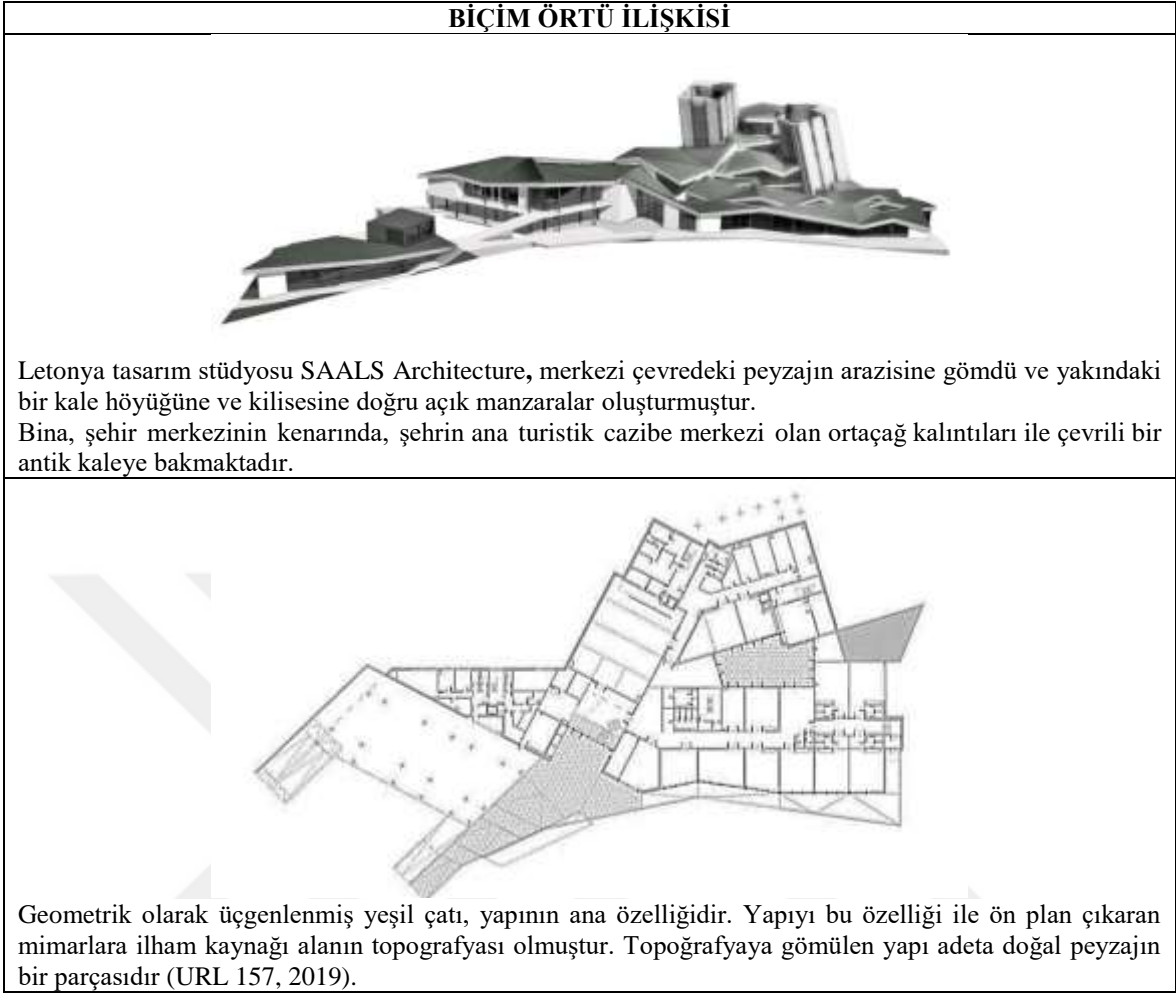 BİÇİM ÖRTÜ İLİŞKİSİ
Letonya tasarım stüdyosu SAALS Architecture, merkezi çevredeki peyzajın arazisine gömdü ve yakındaki
bir kale höyüğüne ve kilisesine doğru açık manzaralar oluşturmuştur.
Bina, şehir merkezinin kenarında, şehrin ana turistik cazibe merkezi olan ortaçağ kalıntıları ile çevrili bir
antik kaleye bakmaktadır.
Geometrik olarak üçgenlenmiş yeşil çatı, yapının ana özelliğidir. Yapıyı bu özelliği ile ön plan çıkaran
mimarlara ilham kaynağı alanın topografyası olmuştur. Topoğrafyaya gömülen yapı adeta doğal peyzajın
bir parçasıdır (URL 157, 2019).